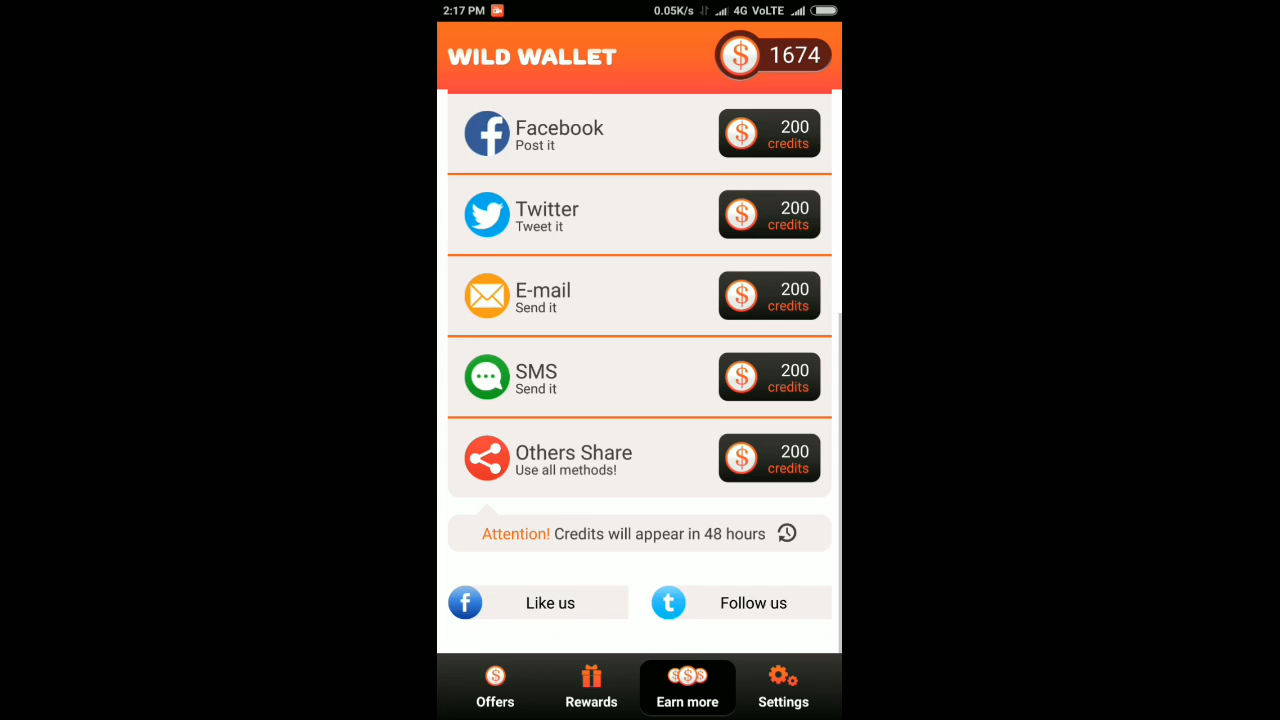 2:17 PM 0.05K/s 4G VoLTE
WILD WALLET 1674
Facebook
Post it
200
credits
Twitter
Tweet it
200
credits
E-mail
Send it
200
credits
SMS
Send it
200
credits
Others Share
Use all methods!
200
credits
Attention! Credits will appear in 48 hours
Like us Follow us
Offers Rewards Earn more Settings